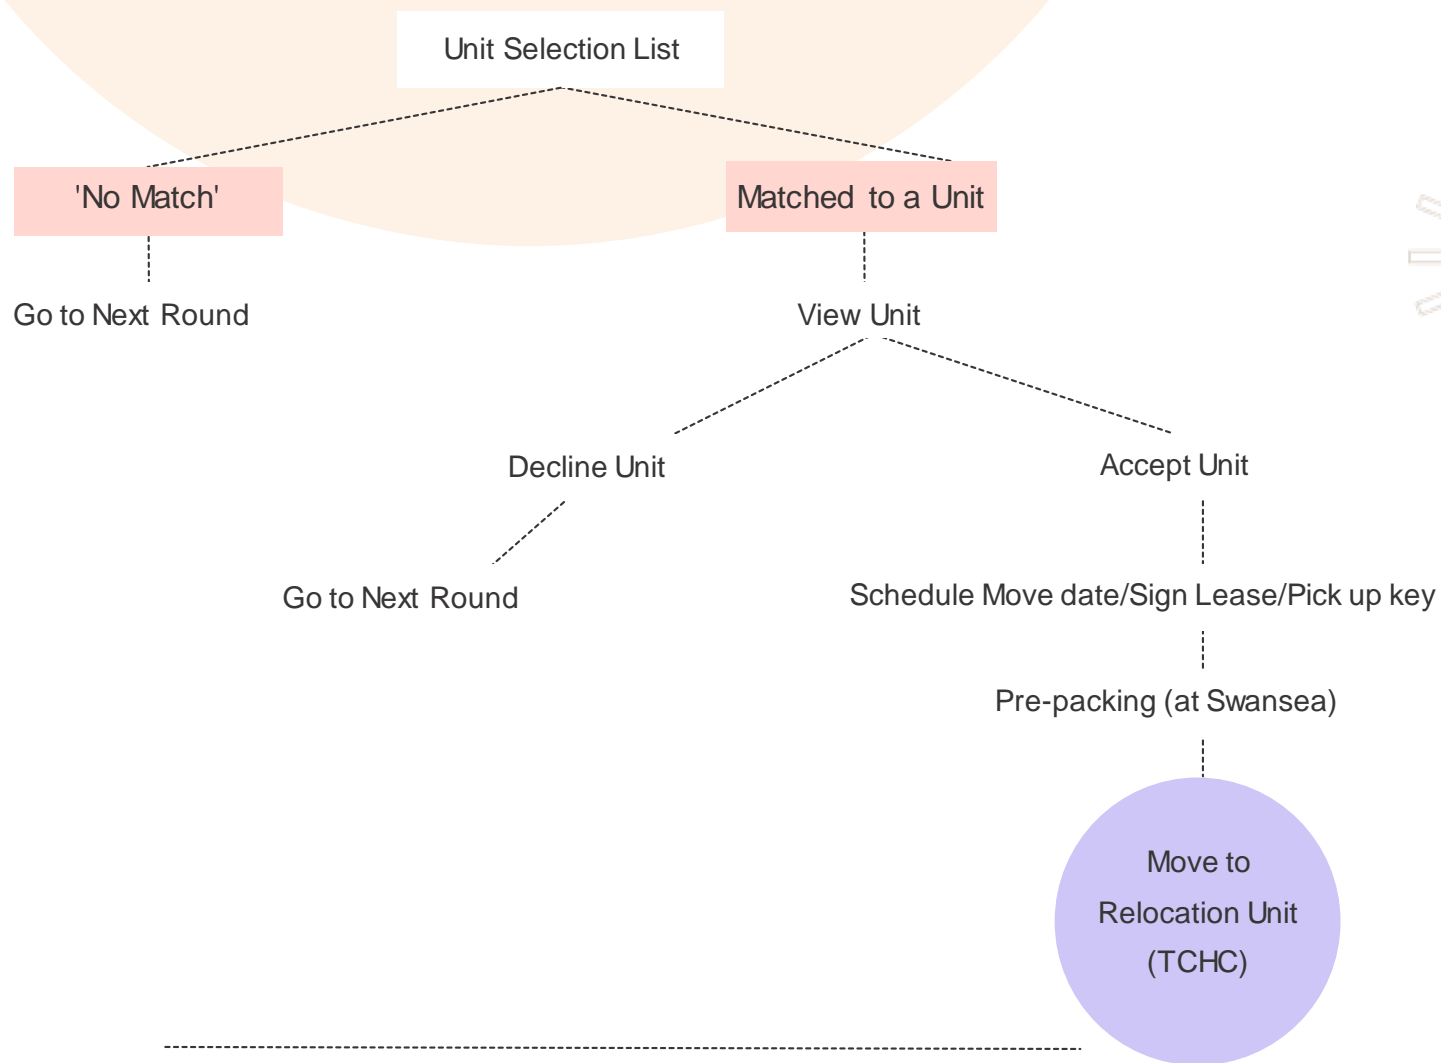 Unit Selection List
'No Match'
Matched to a Unit
Go to Next Round
View Unit
Decline Unit
Accept Unit
Go to Next Round
Schedule Move date/Sign Lease/Pick up key
Pre-packing (at Swansea)
Move to
Relocation Unit
(TCHC)